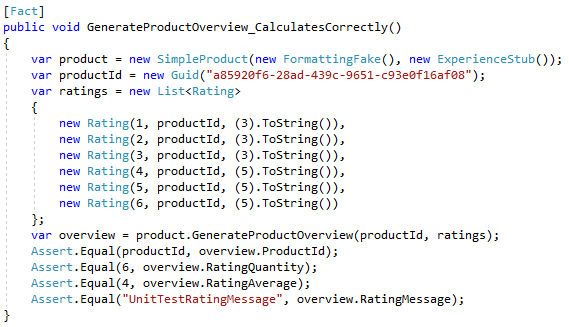 [Fact]
public void GenerateProductOverview_CalculatesCorrectly()
{
var product = new SimpleProduct(new FormattingFake(), new ExperienceStub());
var productId = new Guid("a85920f6-28ad-439c-9651-c93e0f16af08");
var ratings = new List<Rating>
{
new Rating(1, productId, (3).ToString()),
new Rating(2, productId, (3).ToString()),
new Rating(3, productId, (3).ToString()),
new Rating(4, productId, (5).ToString()),
new Rating(5, productId, (5).ToString()),
new Rating(6, productId, (5).ToString())
};
var overview = product.GenerateProductOverview(productId, ratings);
Assert.Equal(productId, overview.ProductId);
Assert.Equal(6, overview.RatingQuantity);
Assert.Equal(4, overview.RatingAverage);
Assert.Equal("UnitTestRatingMessage", overview.RatingMessage);
}